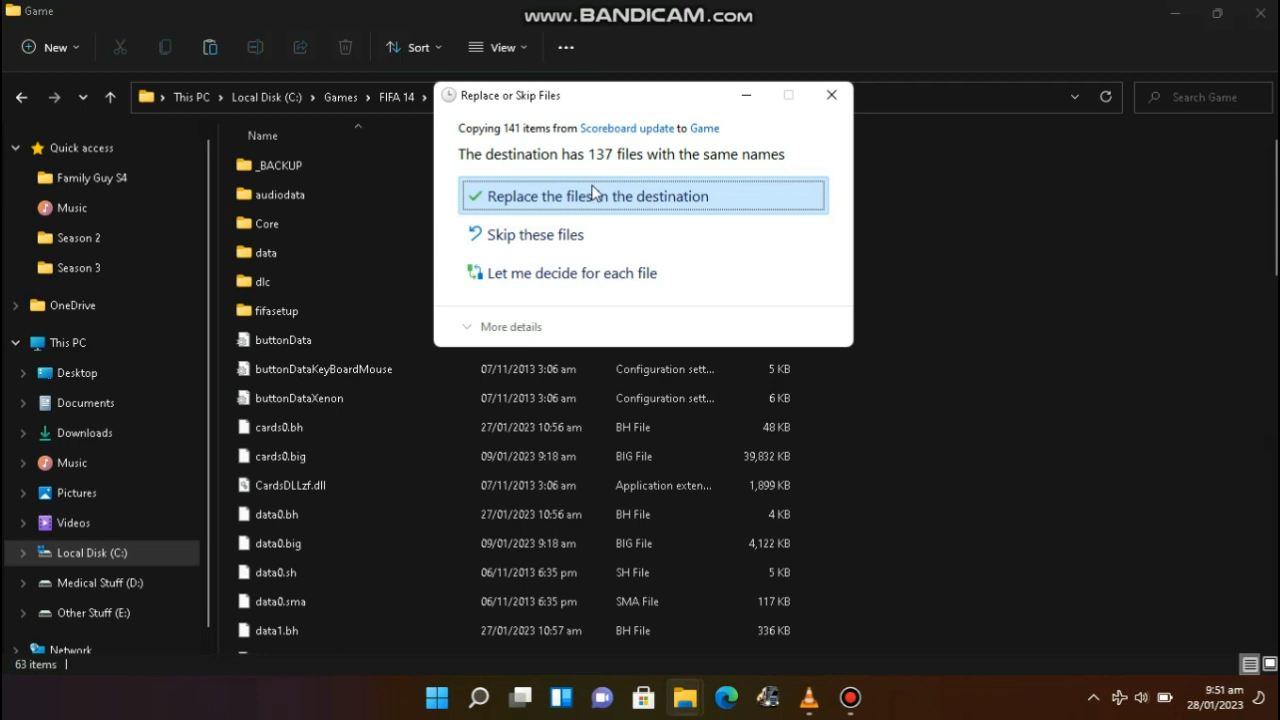 Game
www.BANDICAM.com
New
Sort
View
This PC > Local Disk (C:) > Games > FIFA 14 >
Search Game
Replace or Skip Files
Copying 141 items from Scoreboard update to Game
The destination has 137 files with the same names
Replace the files in the destination
Skip these files
Let me decide for each file
More details
Quick access
Family Guy S4
Music
Season 2
Season 3
OneDrive
This PC
Desktop
Documents
Downloads
Music
Pictures
Videos
Local Disk (C:)
Medical Stuff (D:)
Other Stuff (E:)
Network
Name
_BACKUP
audiodata
Core
data
dlc
fifasetup
buttonData
buttonDataKeyBoardMouse 07/11/2013 3:06 am Configuration sett... 5 KB
buttonDataXenon 07/11/2013 3:06 am Configuration sett... 6 KB
cards0.bh 27/01/2023 10:56 am BH File 48 KB
cards0.big 09/01/2023 9:18 am BIG File 39,832 KB
CardsDLLzf.dll 07/11/2013 3:06 am Application exten... 1,899 KB
data0.bh 27/01/2023 10:56 am BH File 4 KB
data0.big 09/01/2023 9:18 am BIG File 4,122 KB
data0.sh 06/11/2013 6:35 pm SH File 5 KB
data0.sma 06/11/2013 6:35 pm SMA File 117 KB
data1.bh 27/01/2023 10:57 am BH File 336 KB
63 items
9:51 am
28/01/2023